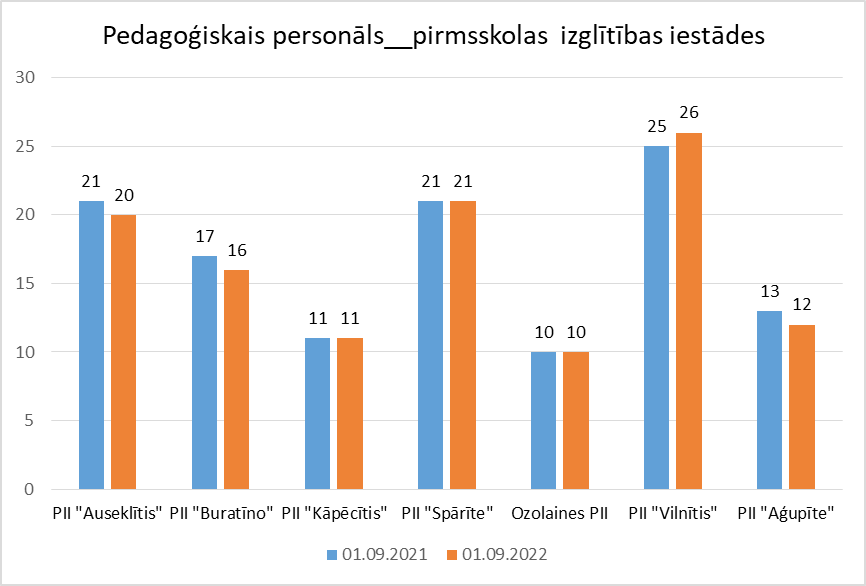 Pedagoģiskais personāls__pirmsskolas izglītības iestādes
30
25
20
15
10
5
0
21
20
17
16
11
11
21
21
10
10
25
26
13
12
PII "Auseklītis"
PII "Buratīno"
PII "Kāpēcītis"
PII "Spārīte"
Ozolaines PII
PII "Vilnītis"
PII "Aģupīte"
01.09.2021
01.09.2022